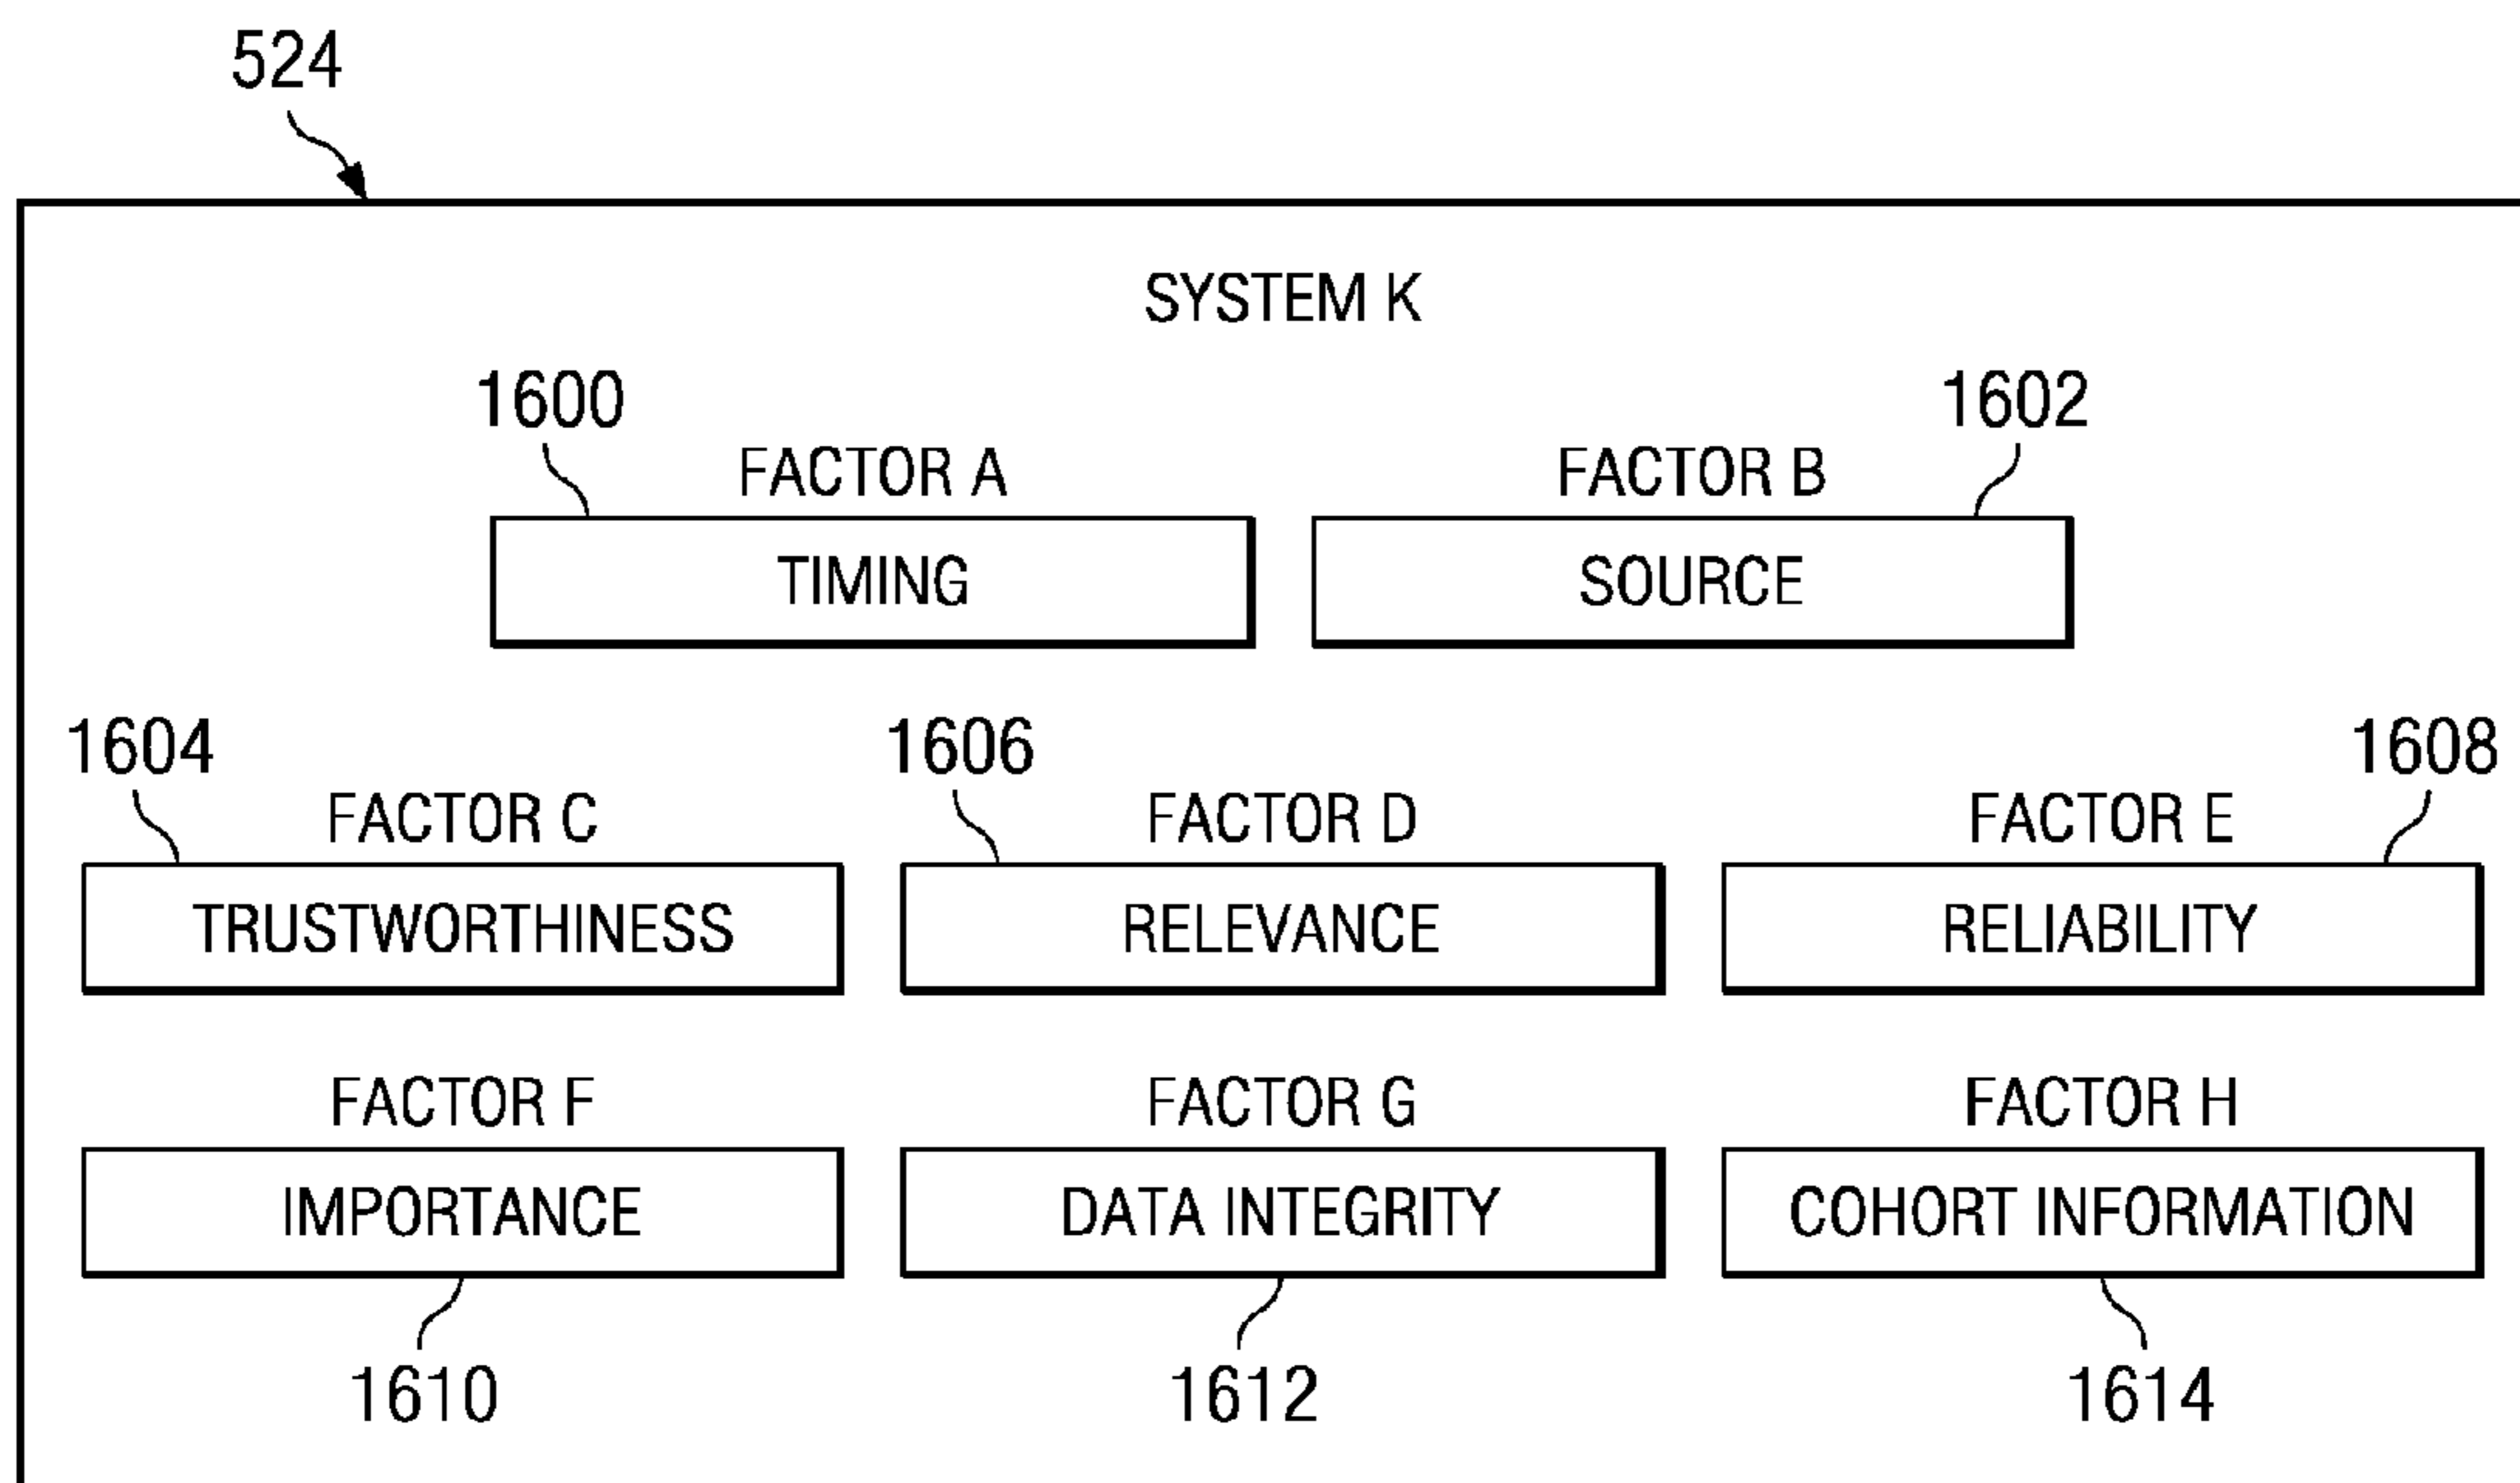 524
SYSTEM K
1600 1602
FACTOR A FACTOR B
TIMING SOURCE
1604 1606 1608
FACTOR C FACTOR D FACTOR E
TRUSTWORTHINESS RELEVANCE RELIABILITY
FACTOR F FACTOR G FACTOR H
IMPORTANCE DATA INTEGRITY COHORT INFORMATION
1610 1612 1614